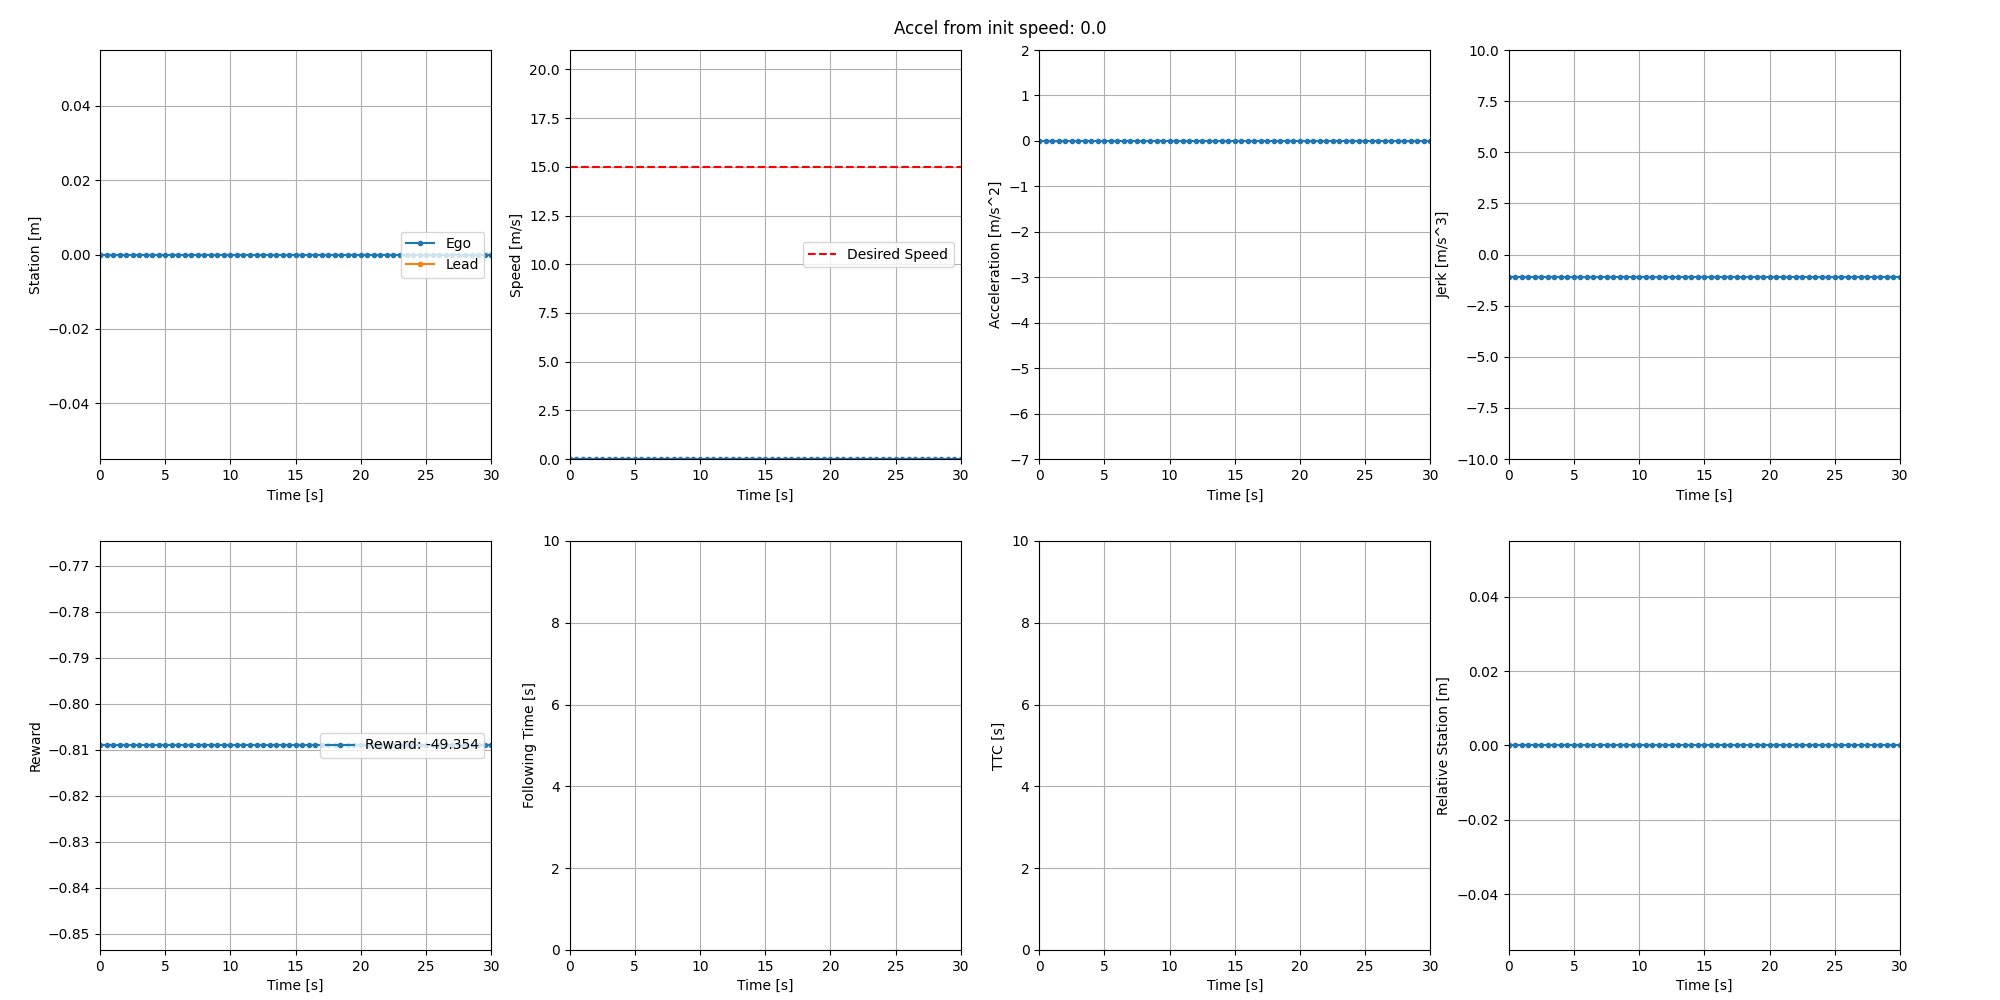 Accel from init speed: 0.0
Station [m]
0.04
0.02
0.00
−0.02
−0.04
Ego
Lead
0 5 10 15 20 25 30
Time [s]
Speed [m/s]
20.0
17.5
15.0
12.5
10.0
7.5
5.0
2.5
0.0
Desired Speed
0 5 10 15 20 25 30
Time [s]
Acceleration [m/s^2]
2
1
0
−1
−2
−3
−4
−5
−6
−7
0 5 10 15 20 25 30
Time [s]
Jerk [m/s^3]
10.0
7.5
5.0
2.5
0.0
−2.5
−5.0
−7.5
−10.0
0 5 10 15 20 25 30
Time [s]
Reward
−0.77
−0.78
−0.79
−0.80
−0.81
−0.82
−0.83
−0.84
−0.85
Reward: -49.354
0 5 10 15 20 25 30
Time [s]
Following Time [s]
10
8
6
4
2
0
0 5 10 15 20 25 30
Time [s]
TTC [s]
10
8
6
4
2
0
0 5 10 15 20 25 30
Time [s]
Relative Station [m]
0.04
0.02
0.00
−0.02
−0.04
0 5 10 15 20 25 30
Time [s]